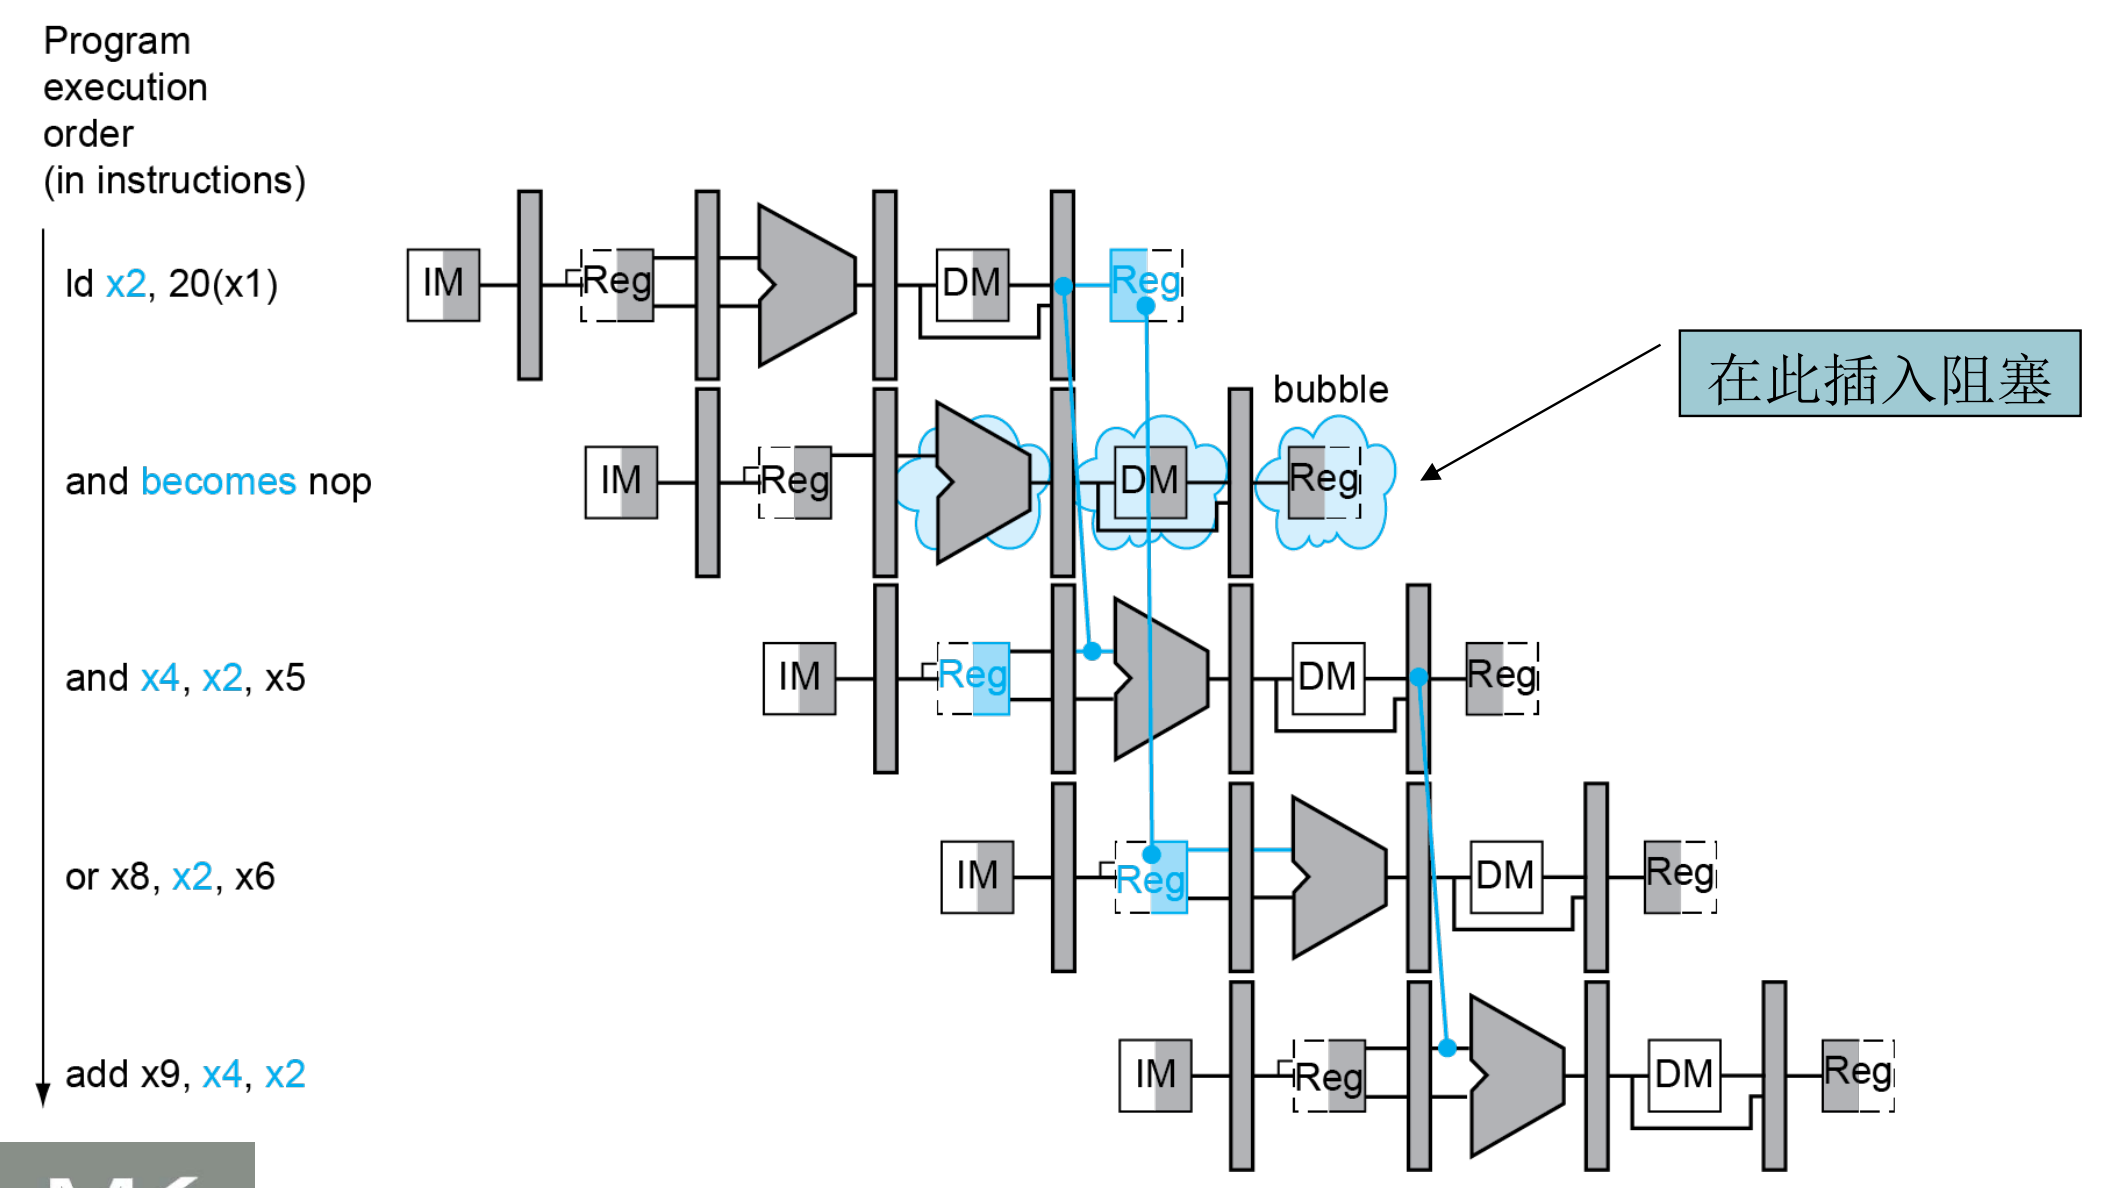 Program
execution
order
(in instructions)
ld x2, 20(x1)
IM
Reg
DM
Reg
在此插入阻塞
bubble
and becomes nop
IM
Reg
DM
Reg
and x4, x2, x5
IM
Reg
DM
Reg
or x8, x2, x6
IM
Reg
DM
Reg
add x9, x4, x2
IM
Reg
DM
Reg